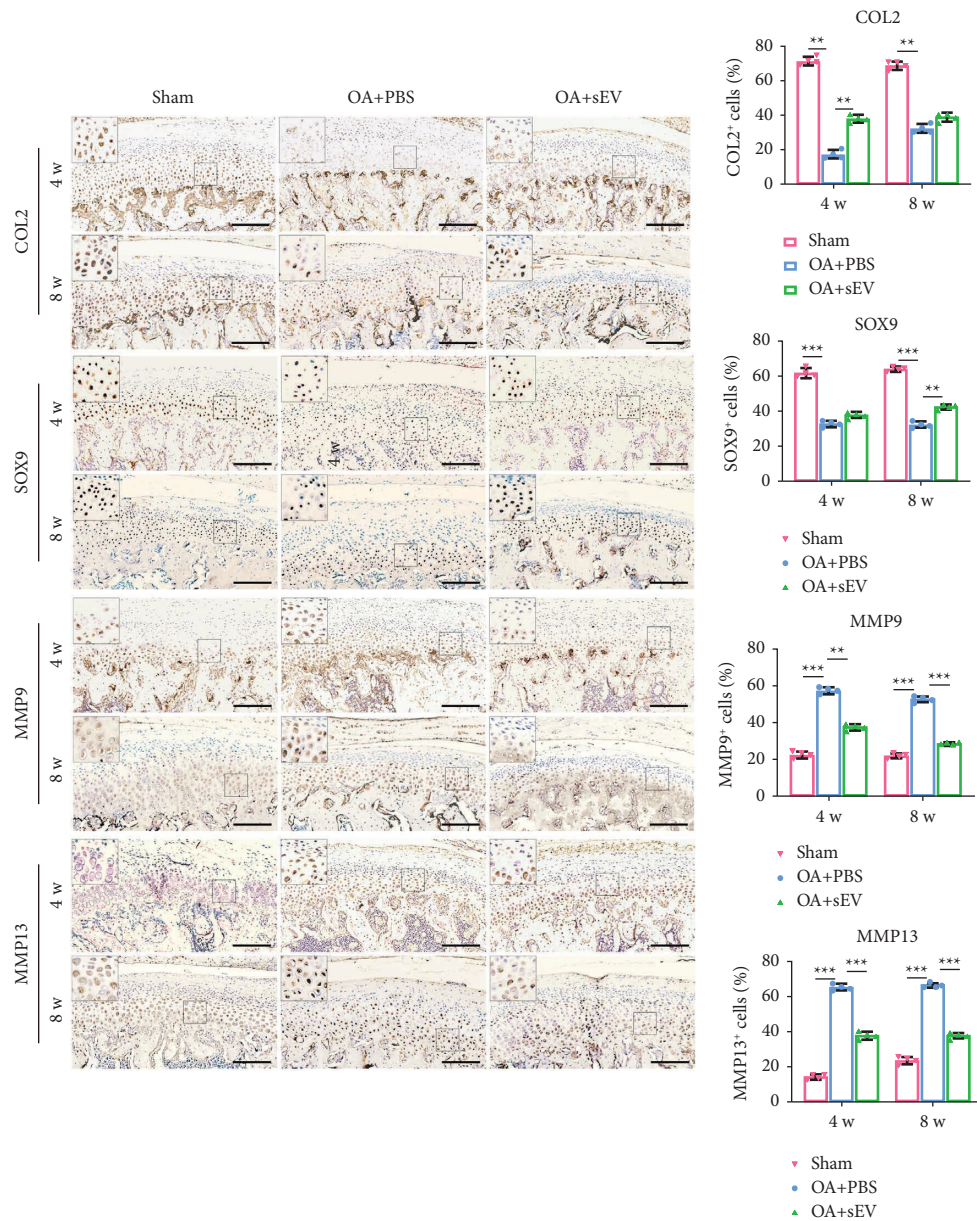 Sham OA+PBS OA+sEV
COL2
4 w
8 w
SOX9
4 w
4 w
8 w
MMP9
4 w
8 w
MMP13
4 w
8 w
COL2
COL2+ cells (%)
80
60
40
20
0
** ** **
4 w 8 w
Sham
OA+PBS
OA+sEV
SOX9
SOX9+ cells (%)
80
60
40
20
0
*** *** **
4 w 8 w
Sham
OA+PBS
OA+sEV
MMP9
MMP9+ cells (%)
80
60
40
20
0
*** ** *** ***
4 w 8 w
Sham
OA+PBS
OA+sEV
MMP13
MMP13+ cells (%)
80
60
40
20
0
*** *** *** ***
4 w 8 w
Sham
OA+PBS
OA+sEV